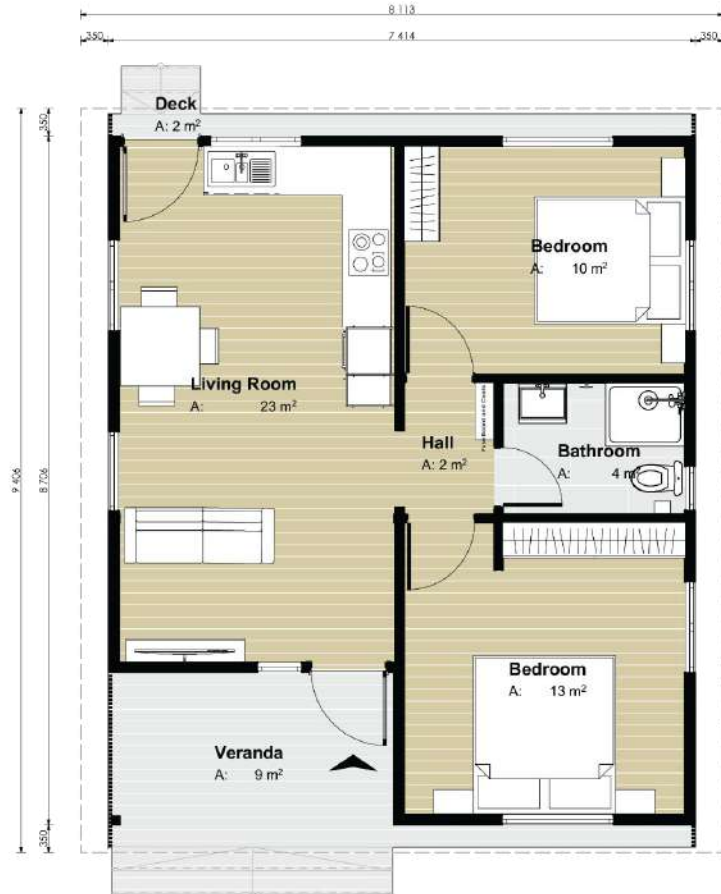 8 113
350
7 414
350
Deck
A: 2 m²
350
Bedroom
A: 10 m²
Living Room
A: 23 m²
Hall
A: 2 m²
Bathroom
A: 4 m²
9 406
8 706
Bedroom
A: 13 m²
Veranda
A: 9 m²
350